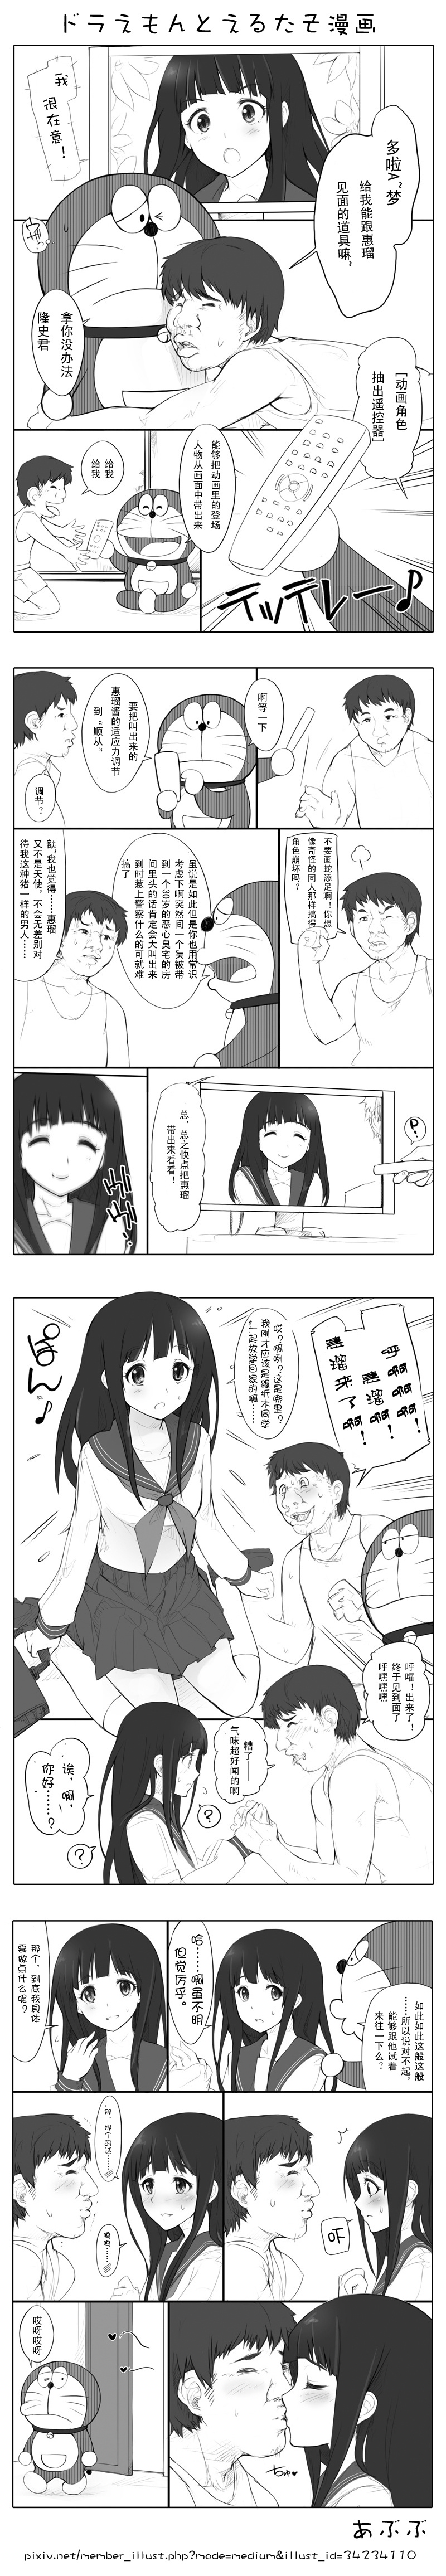 ドラえもんとえるたそ漫画
多啦A~梦
给我能跟惠瑠
见面的道具嘛~
我
很在意！
拿你没办法
隆史君
[动画角色
抽出遥控器]
テッテレー♪
能够把动画里的登场
人物从画面中带出来
给我
给我
啊等一下
要把叫出来的
惠瑠酱的适应力调节
到“顺从”
调节？
不要画蛇添足啊！你想
像奇怪的同人那样搞得
角色崩坏吗？
虽说是如此但是你也用常识
考虑下啊突然间一个JK被带
到一个30岁的恶心臭宅的房
间里头的话肯定会大叫出来
到时惹上警察什么的可就难
搞了
额~我也觉得……惠瑠
又不是天使，不会无差别对
待我这种猪一样的男人……
P!
总、总之快点把惠瑠
带出来看看！
呼啊啊啊啊！
惠瑠惠瑠啊！
来了啊！
哎？啊咧？这是哪里？
我刚才应该是跟折木同学
一起放学回家的啊……
ぽん♪
呼嚯！出来了！
终于见到面了
呼嘿嘿嘿
糟了
气味超好闻的啊
？
诶、啊、
你好……？
？
如此如此这般这般
……所以说对不起，
能够跟他试着
来往一下么？
哈……啊虽不明
但觉厉乎。
那个、到底我具体
要做点什么呢？
吓
那、那个的话……
呜呜……
哎呀哎呀
あぶぶ
pixiv.net/member_illust.php?mode=medium&illust_id=34234110